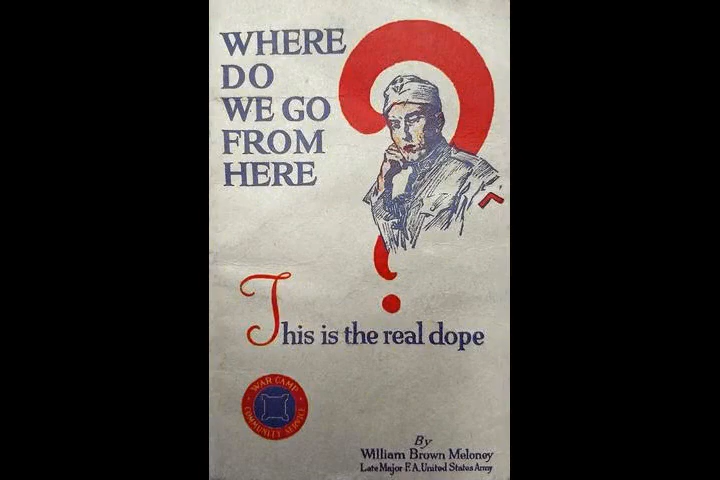 WHERE
DO
WE GO
FROM
HERE
This is the real dope
WAR CAMP
COMMUNITY SERVICE
By
William Brown Meloney
Late Major F. A. United States Army